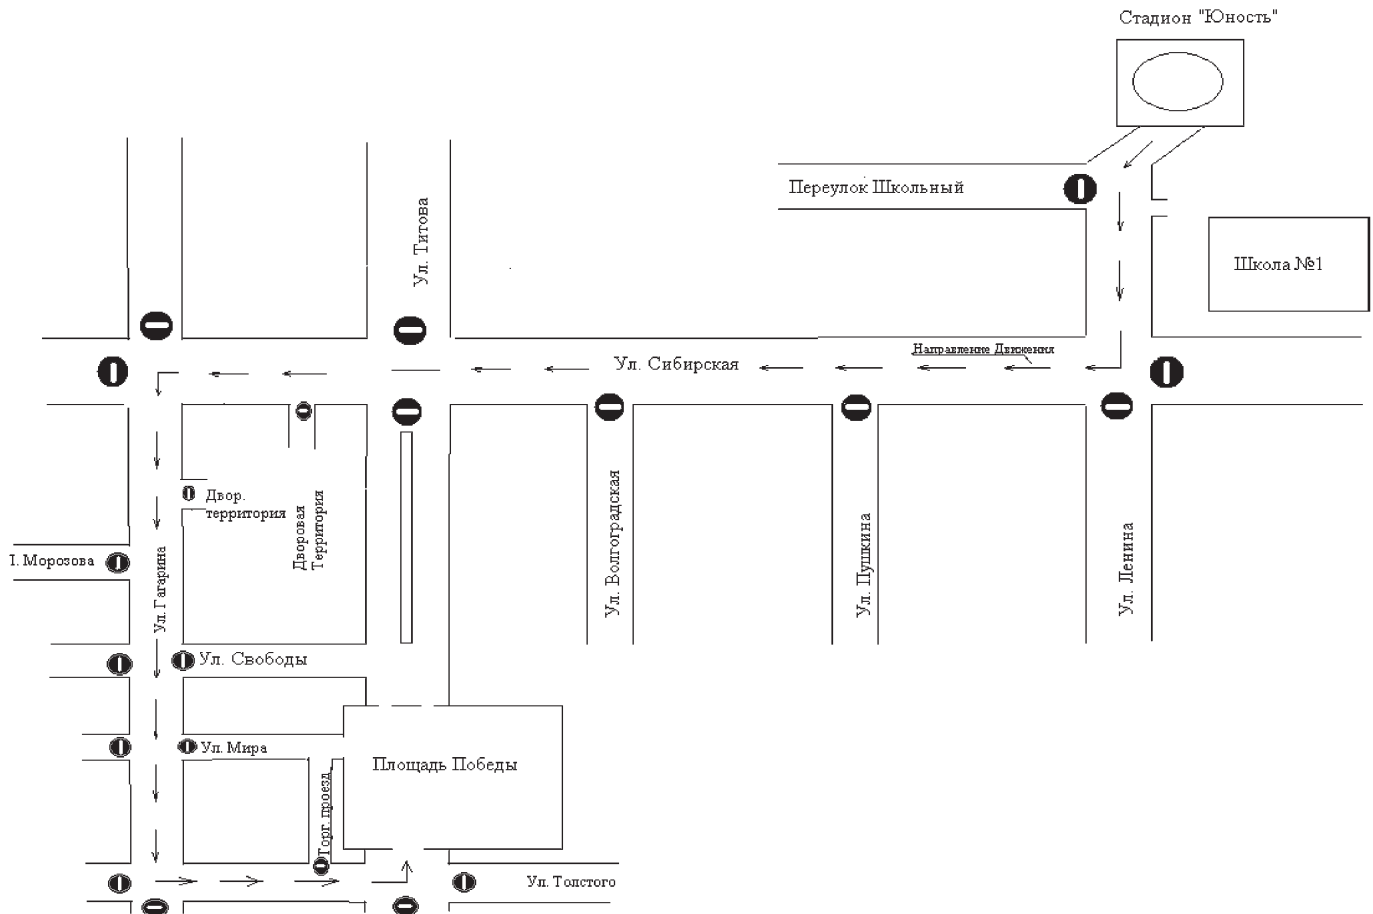 Стадион "Юность"
Переулок Школьный
Ул. Титова
Школа №1
Направление Движения
Ул. Сибирская
Двор.
территория
Дворовая
Территория
Ул. Волгоградская
Ул. Пушкина
Ул. Ленина
Морозова
Ул. Гагарина
Ул. Свободы
Ул. Мира
Площадь Победы
Торг. проезд
Ул. Толстого